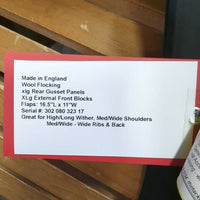 Made in England
Wool Flocking
xlg Rear Gusset Panels
XLg External Front Blocks
Flaps: 16.5"L x 11"W
Serial #: 302 080 323 17
Great for High/Long Wither, Med/Wide Shoulders
Med/Wide - Wide Ribs & Back